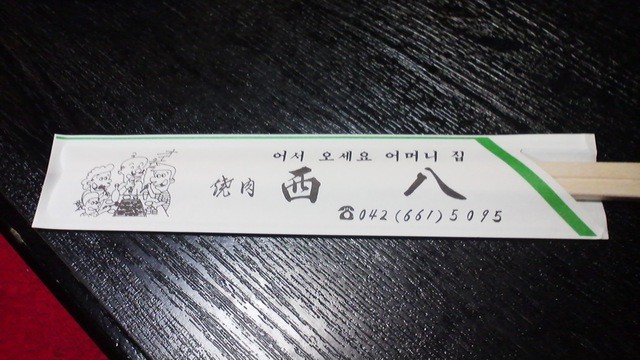 어서 오세요 어머니 집
焼肉 西八
☎042(661)5095